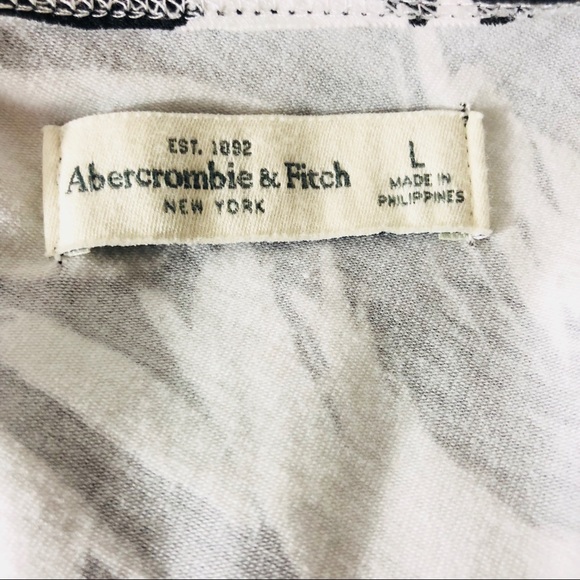 EST. 1892
Abercrombie & Fitch
NEW YORK
L
MADE IN
PHILIPPINES